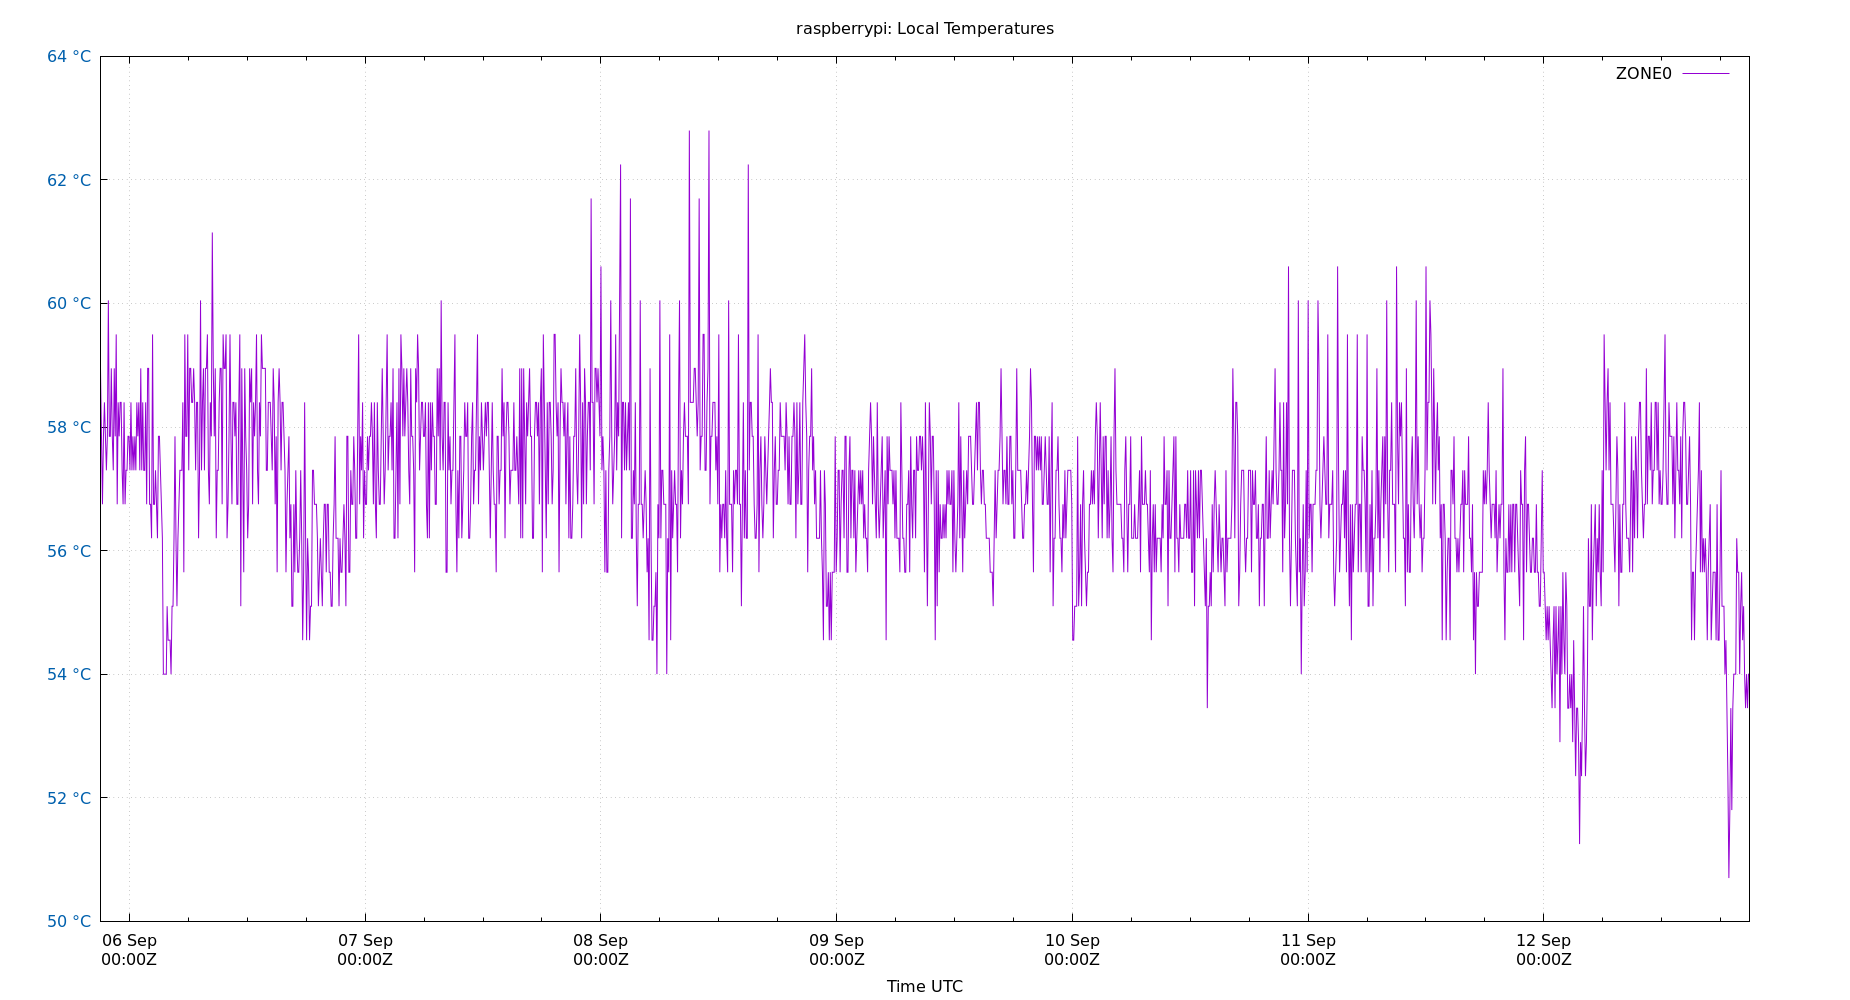 raspberrypi: Local Temperatures
64 °C
ZONE0
62 °C
60 °C
58 °C
56 °C
54 °C
52 °C
50 °C
06 Sep 07 Sep 08 Sep 09 Sep 10 Sep 11 Sep 12 Sep
00:00Z 00:00Z 00:00Z 00:00Z 00:00Z 00:00Z 00:00Z
Time UTC